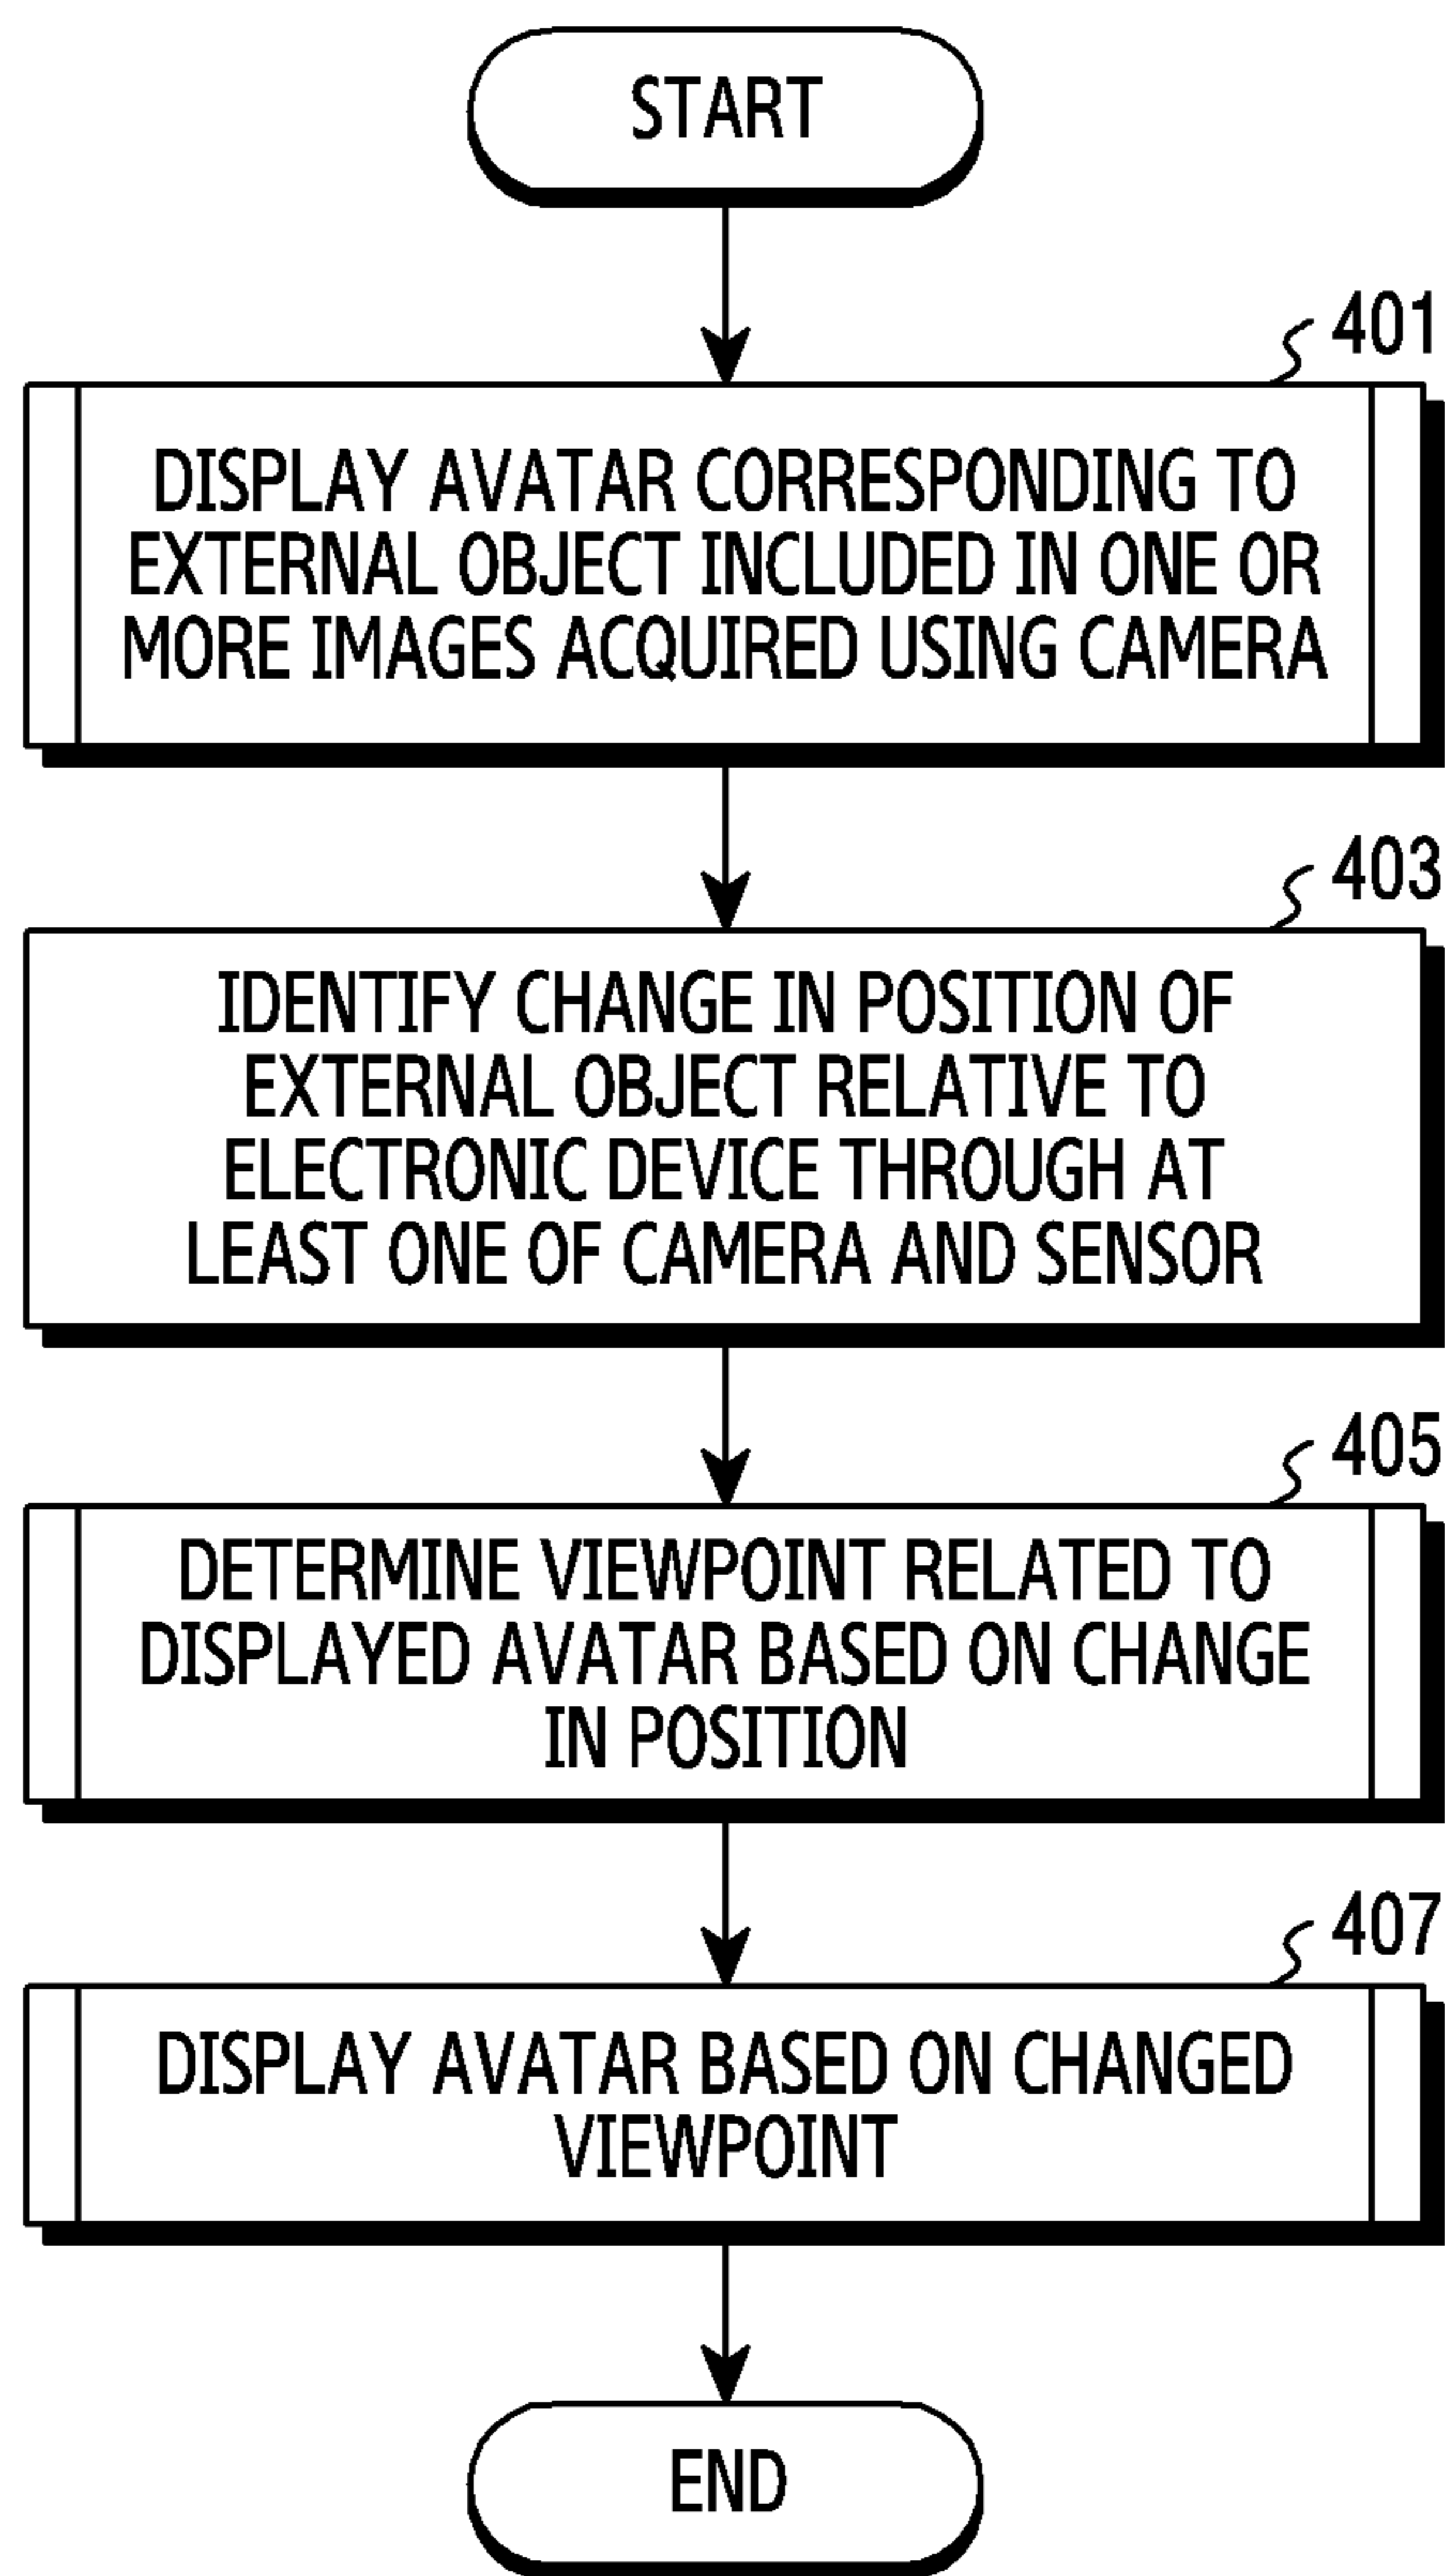 START
401
DISPLAY AVATAR CORRESPONDING TO
EXTERNAL OBJECT INCLUDED IN ONE OR
MORE IMAGES ACQUIRED USING CAMERA
403
IDENTIFY CHANGE IN POSITION OF
EXTERNAL OBJECT RELATIVE TO
ELECTRONIC DEVICE THROUGH AT
LEAST ONE OF CAMERA AND SENSOR
405
DETERMINE VIEWPOINT RELATED TO
DISPLAYED AVATAR BASED ON CHANGE
IN POSITION
407
DISPLAY AVATAR BASED ON CHANGED
VIEWPOINT
END